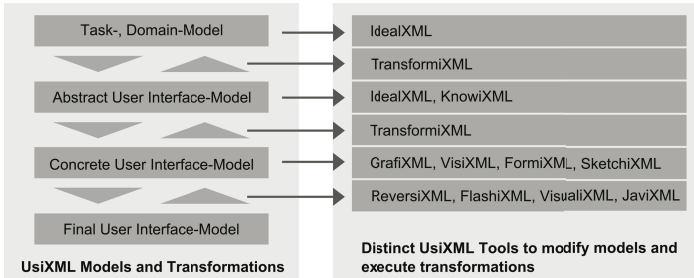 Task-, Domain-Model
IdealXML
TransformiXML
Abstract User Interface-Model
IdealXML, KnowiXML
TransformiXML
Concrete User Interface-Model
GrafiXML, VisiXML, FormiXML, SketchiXML
ReversiXML, FlashiXML, VisualiXML, JaviXML
Final User Interface-Model
UsiXML Models and Transformations
Distinct UsiXML Tools to modify models and
execute transformations